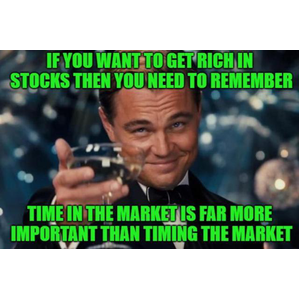 IF YOU WANT TO GET RICH IN
STOCKS THEN YOU NEED TO REMEMBER
TIME IN THE MARKET IS FAR MORE
IMPORTANT THAN TIMING THE MARKET